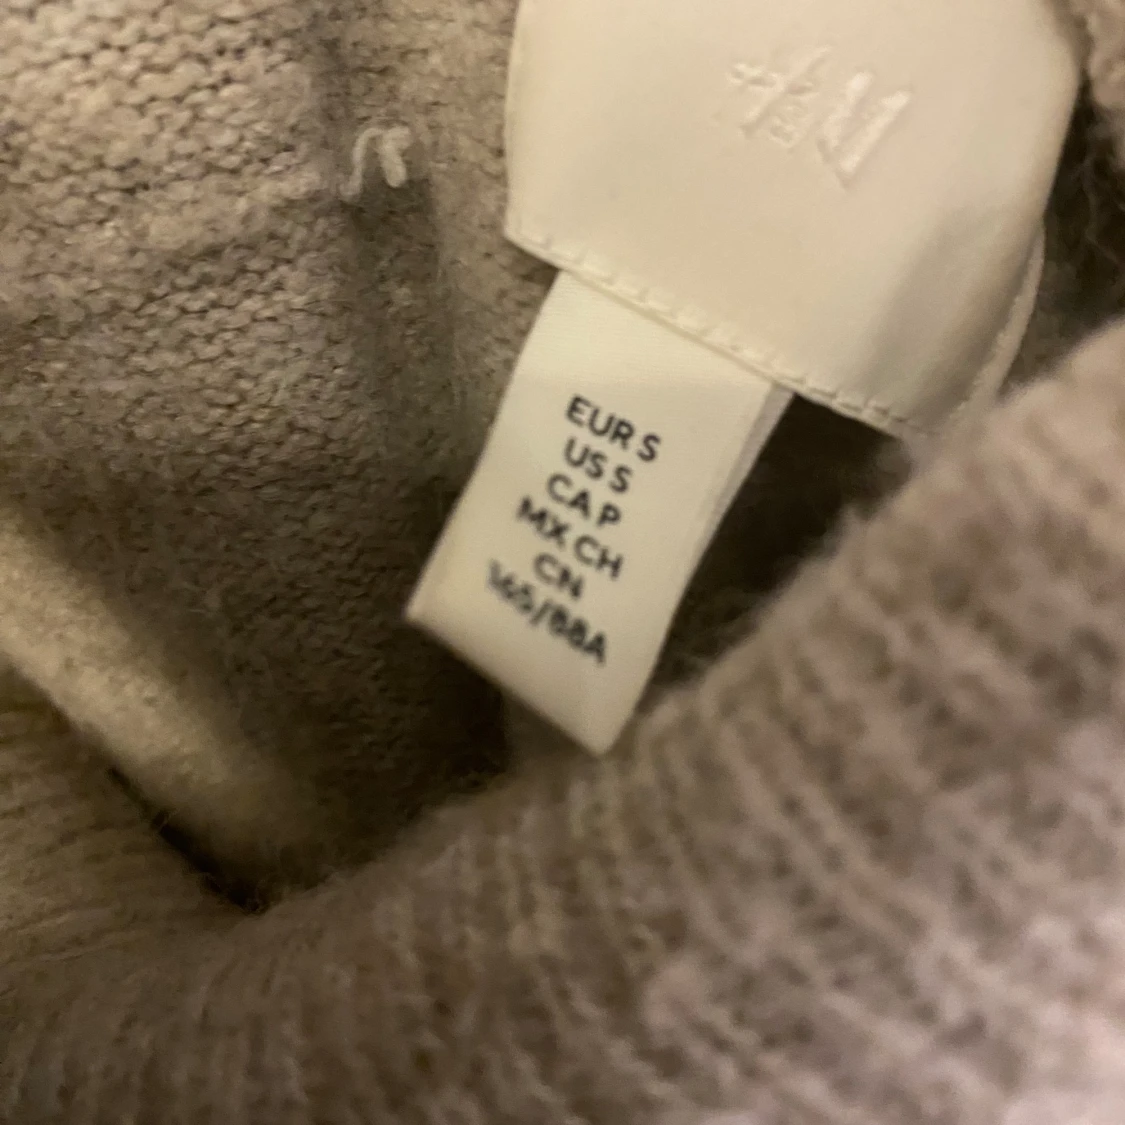 H&M
EUR S
US S
CA P
MX CH
CN
165/88A